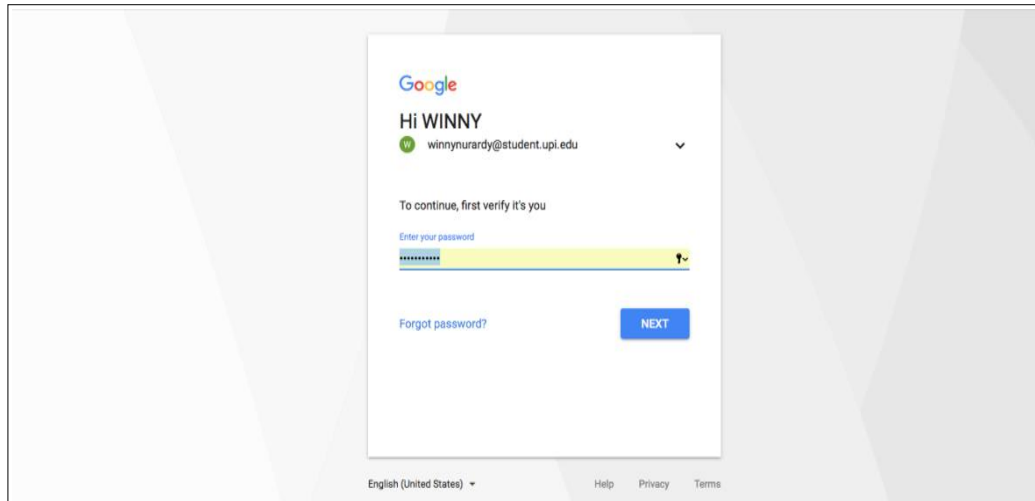 Google
Hi WINNY
W winnynurardy@student.upi.edu
To continue, first verify it's you
Enter your password
•••••••••••
Forgot password? NEXT
English (United States) Help Privacy Terms